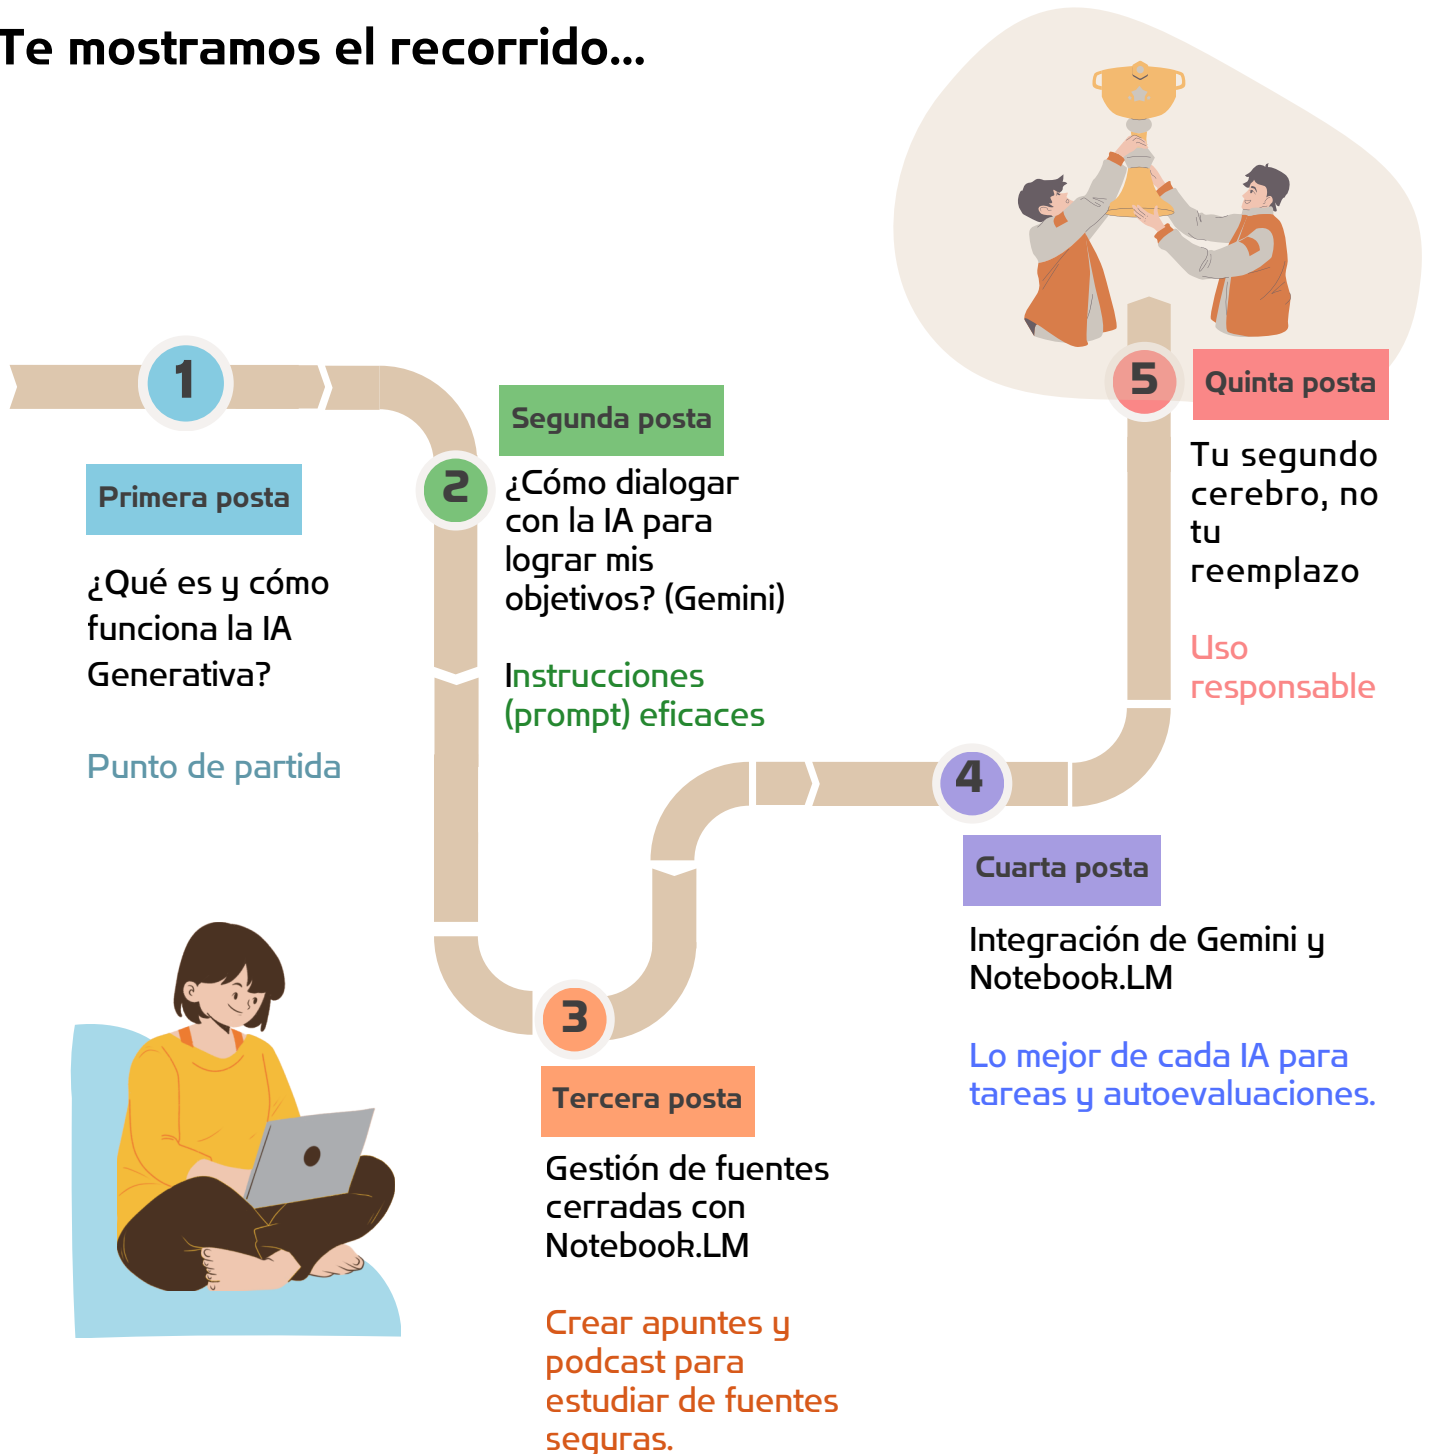 Te mostramos el recorrido...
1
Primera posta
¿Qué es y cómo
funciona la IA
Generativa?
Punto de partida
2
Segunda posta
¿Cómo dialogar
con la IA para
lograr mis
objetivos? (Gemini)
Instrucciones
(prompt) eficaces
3
Tercera posta
Gestión de fuentes
cerradas con
Notebook.LM
Crear apuntes y
podcast para
estudiar de fuentes
seguras.
4
Cuarta posta
Integración de Gemini y
Notebook.LM
Lo mejor de cada IA para
tareas y autoevaluaciones.
5
Quinta posta
Tu segundo
cerebro, no
tu
reemplazo
Uso
responsable